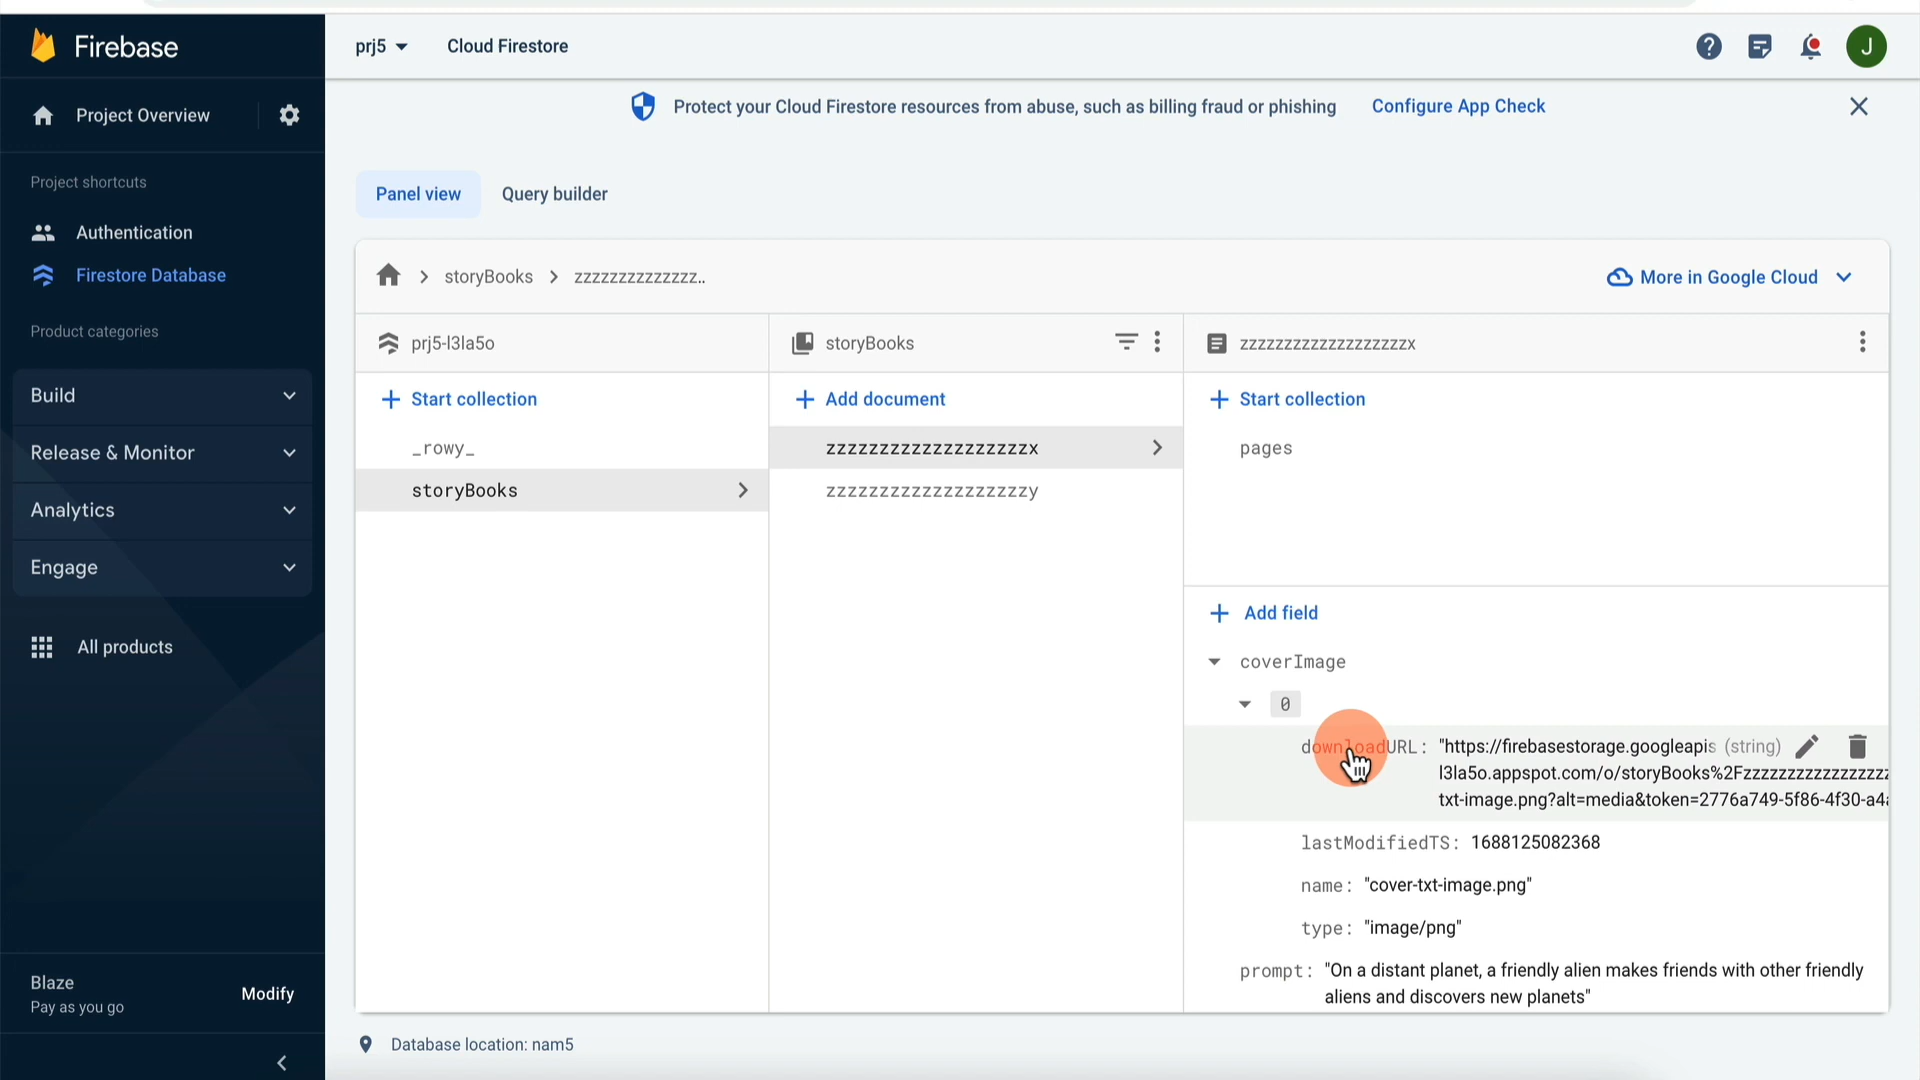 Firebase
Project Overview
Project shortcuts
Authentication
Firestore Database
Product categories
Build
Release & Monitor
Analytics
Engage
All products
Blaze
Pay as you go
Modify
prj5
Cloud Firestore
J
Protect your Cloud Firestore resources from abuse, such as billing fraud or phishing
Configure App Check
Panel view
Query builder
storyBooks
zzzzzzzzzzzzzz..
More in Google Cloud
prj5-l3la5o
Start collection
_rowy_
storyBooks
storyBooks
Add document
zzzzzzzzzzzzzzzzzzzx
zzzzzzzzzzzzzzzzzzzy
zzzzzzzzzzzzzzzzzzzx
Start collection
pages
Add field
coverImage
0
downloadURL: "https://firebasestorage.googleapis (string)
l3la5o.appspot.com/o/storyBooks%2Fzzzzzzzzzzzzzzzz
txt-image.png?alt=media&token=2776a749-5f86-4f30-a4
lastModifiedTS: 1688125082368
name: "cover-txt-image.png"
type: "image/png"
prompt: "On a distant planet, a friendly alien makes friends with other friendly
aliens and discovers new planets"
Database location: nam5